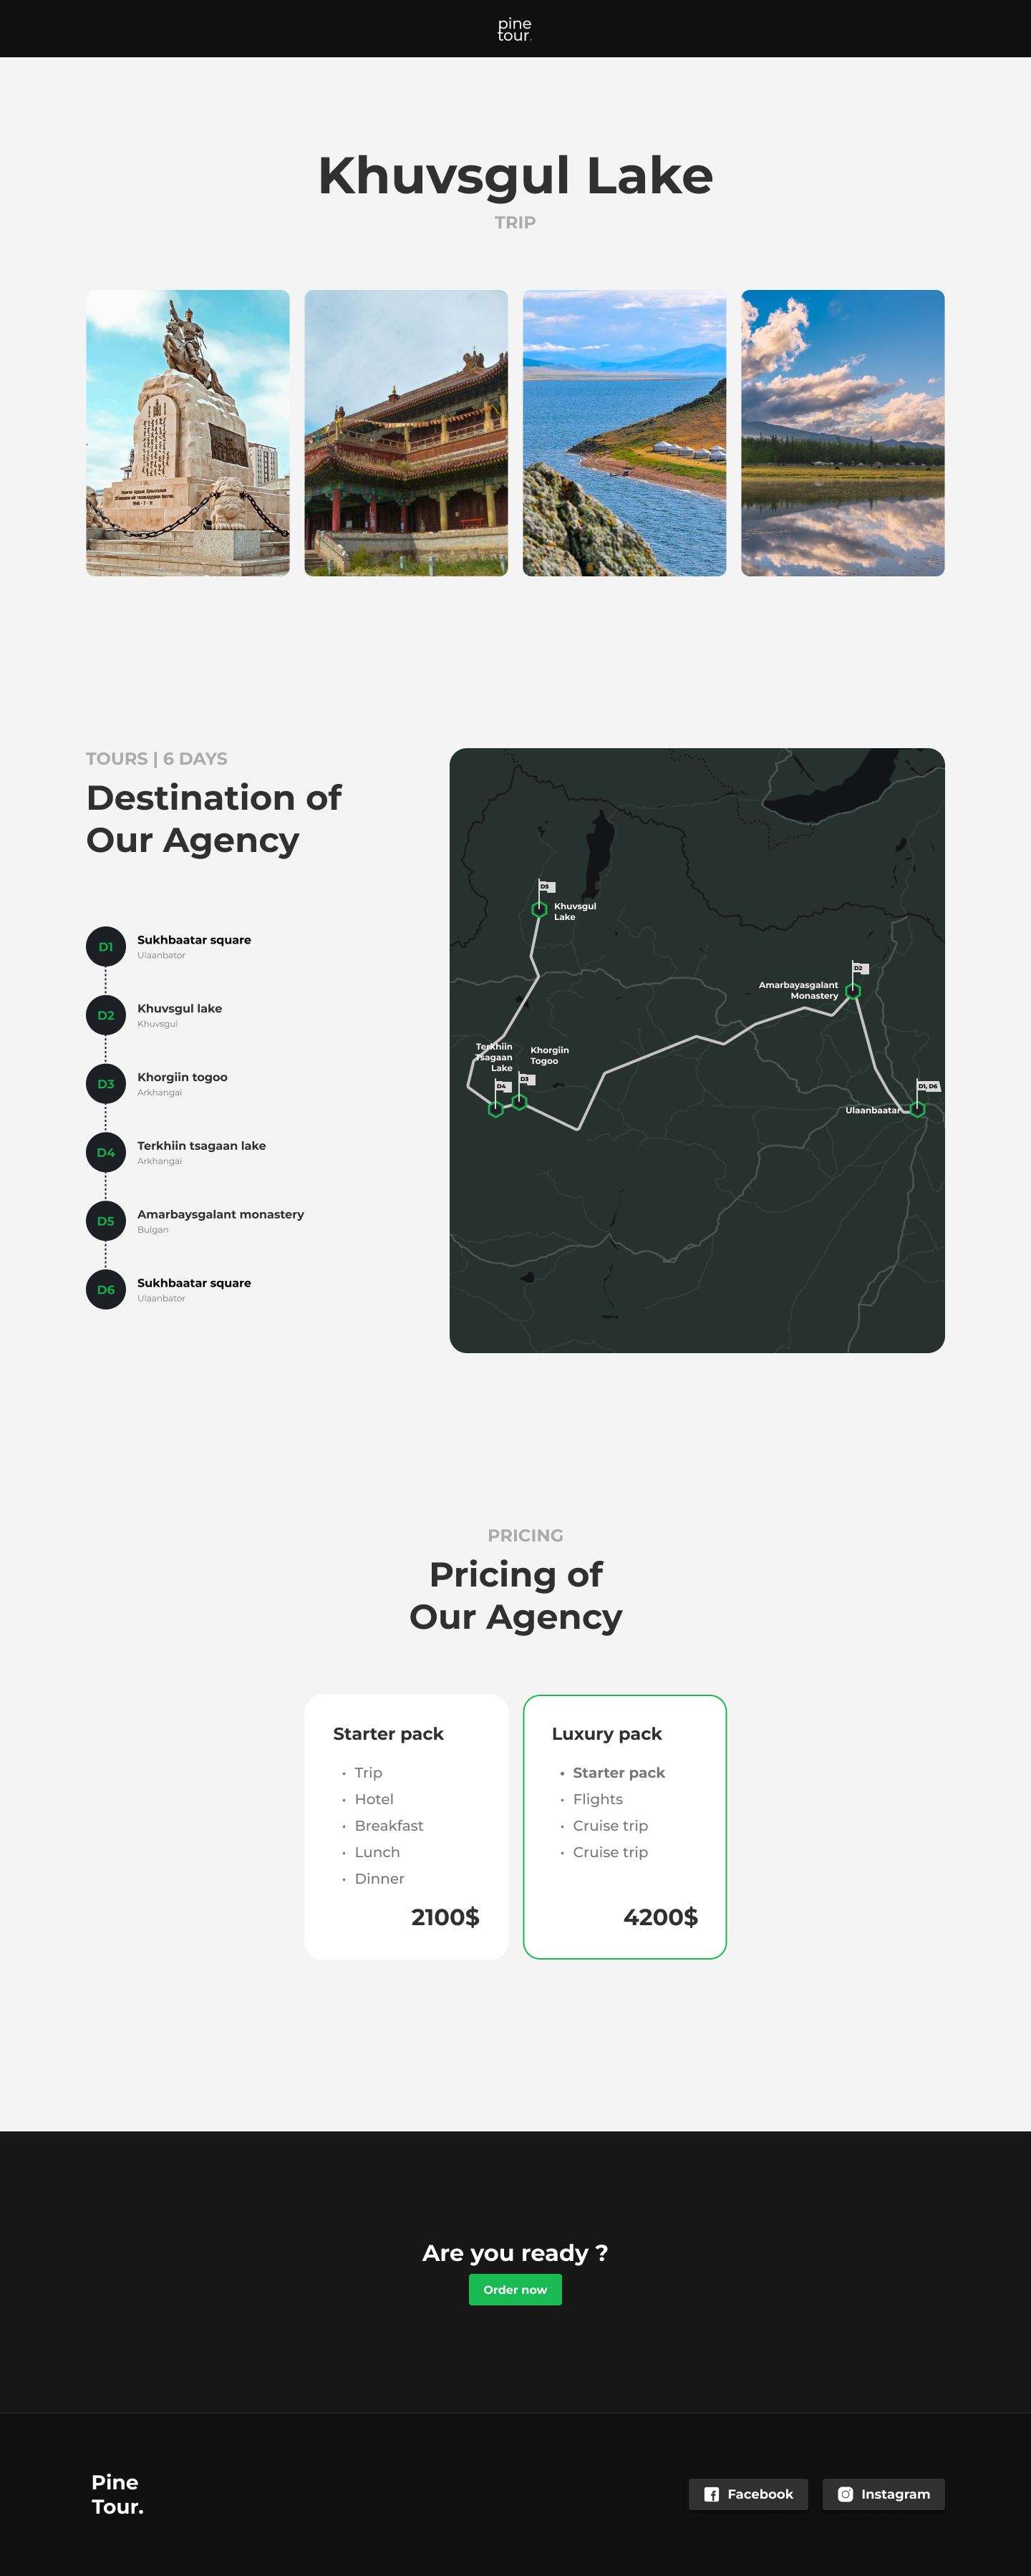 pine
tour.
Khuvsgul Lake
TRIP
TOURS | 6 DAYS
Destination of
Our Agency
D1
Sukhbaatar square
Ulaanbator
D2
Khuvsgul lake
Khuvsgul
D3
Khorgiin togoo
Arkhangai
D4
Terkhiin tsagaan lake
Arkhangai
D5
Amarbaysgalant monastery
Bulgan
D6
Sukhbaatar square
Ulaanbator
D5
Khuvsgul
Lake
D2
Amarbayasgalant
Monastery
Terkhiin
Tsagaan
Lake
Khorgiin
Togoo
D4
D3
D1, D6
Ulaanbaatar
PRICING
Pricing of
Our Agency
Starter pack
• Trip
• Hotel
• Breakfast
• Lunch
• Dinner
2100$
Luxury pack
• Starter pack
• Flights
• Cruise trip
• Cruise trip
4200$
Are you ready ?
Order now
Pine
Tour.
Facebook
Instagram